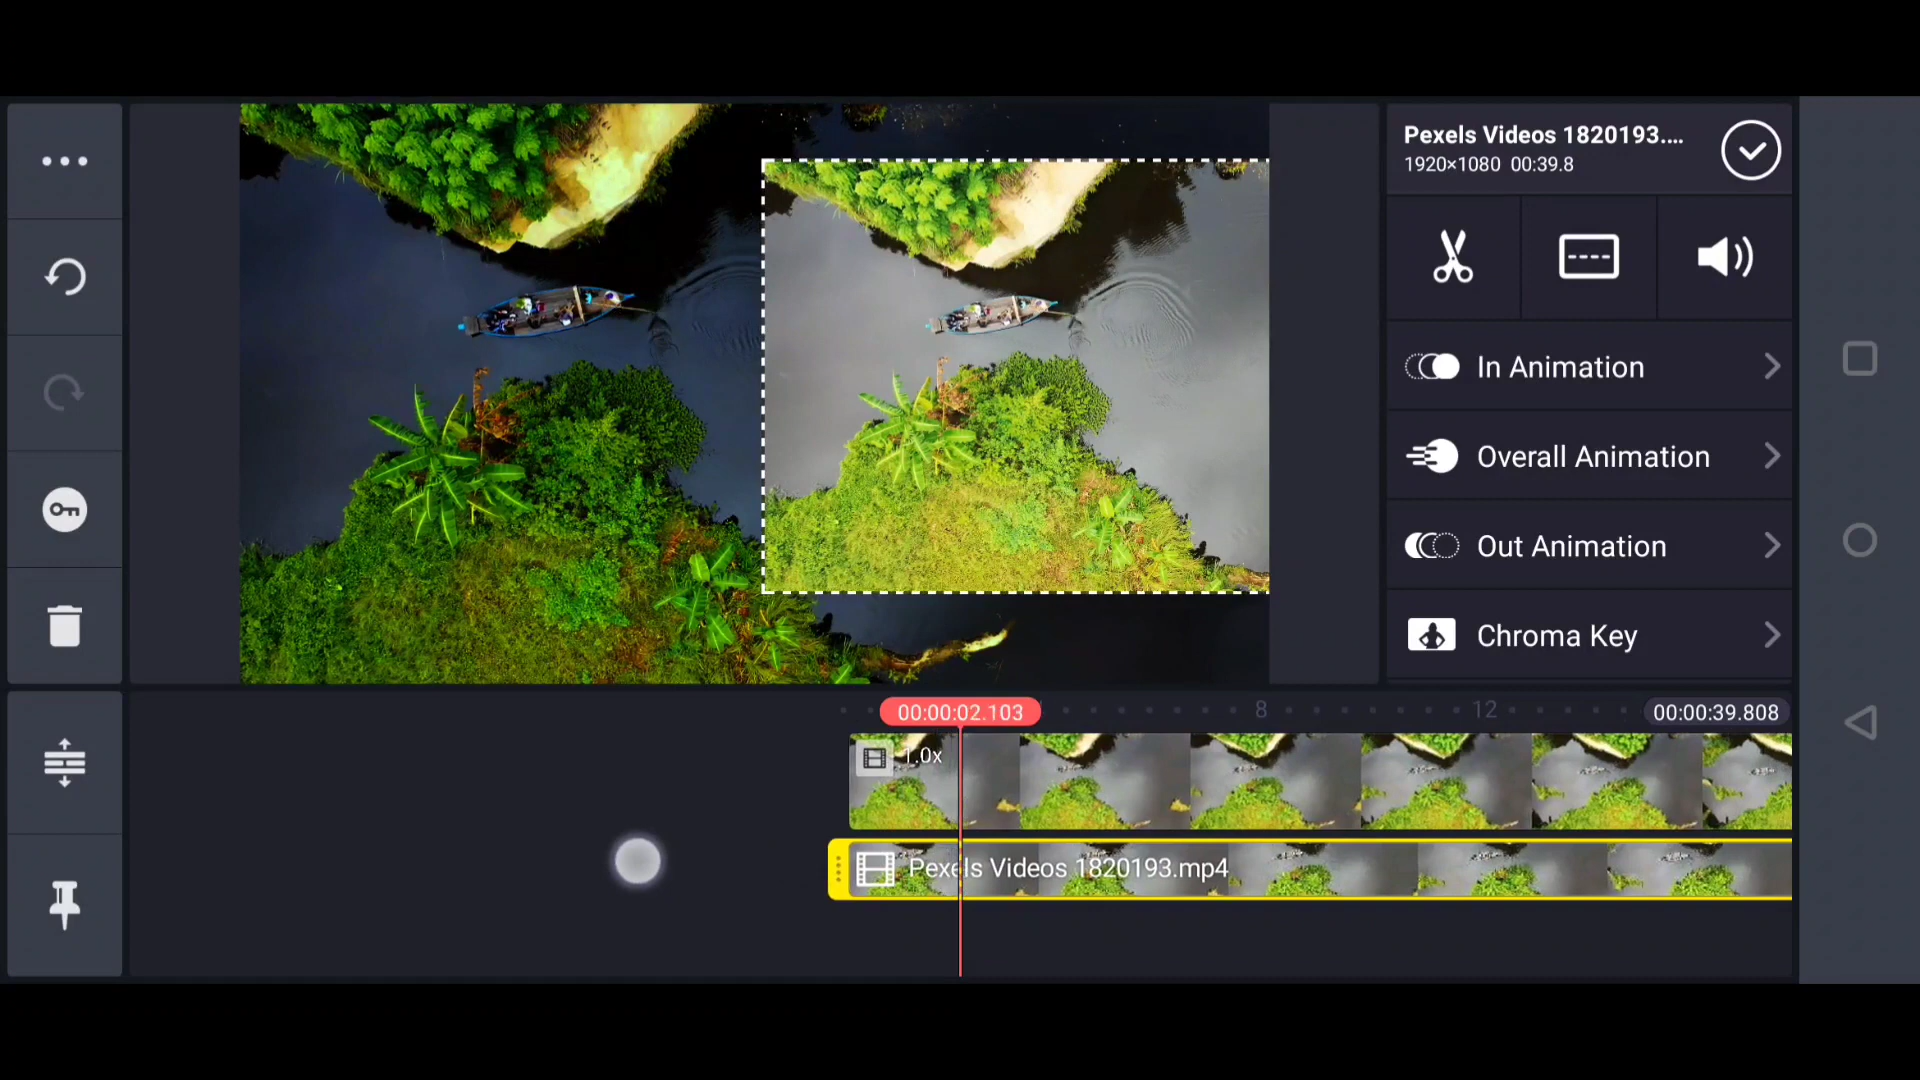 Pexels Videos 1820193....
1920×1080 00:39.8
In Animation
Overall Animation
Out Animation
Chroma Key
00:00:02.103
8
12
00:00:39.808
1.0x
Pexels Videos 1820193.mp4